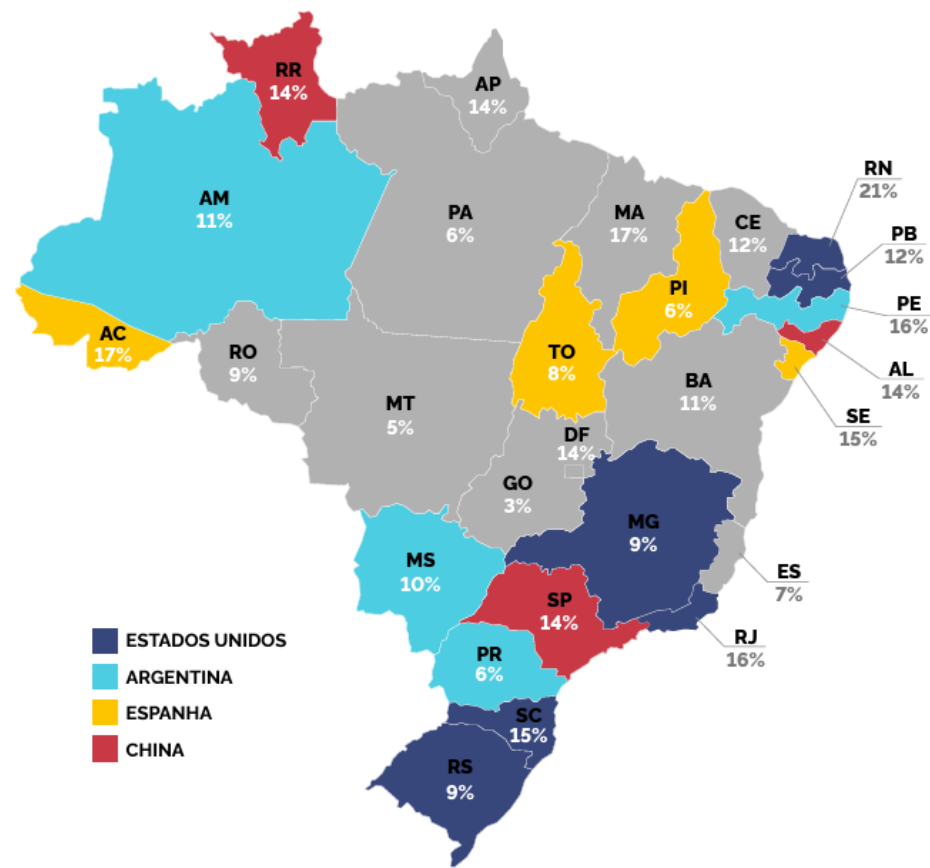 RR
14%
AP
14%
AM
11%
PA
6%
MA
17%
CE
12%
RN
21%
PB
12%
PI
6%
PE
16%
AC
17%
RO
9%
TO
8%
AL
14%
MT
5%
BA
11%
SE
15%
DF
14%
GO
3%
MG
9%
MS
10%
SP
14%
ES
7%
RJ
16%
PR
6%
SC
15%
RS
9%
ESTADOS UNIDOS
ARGENTINA
ESPANHA
CHINA